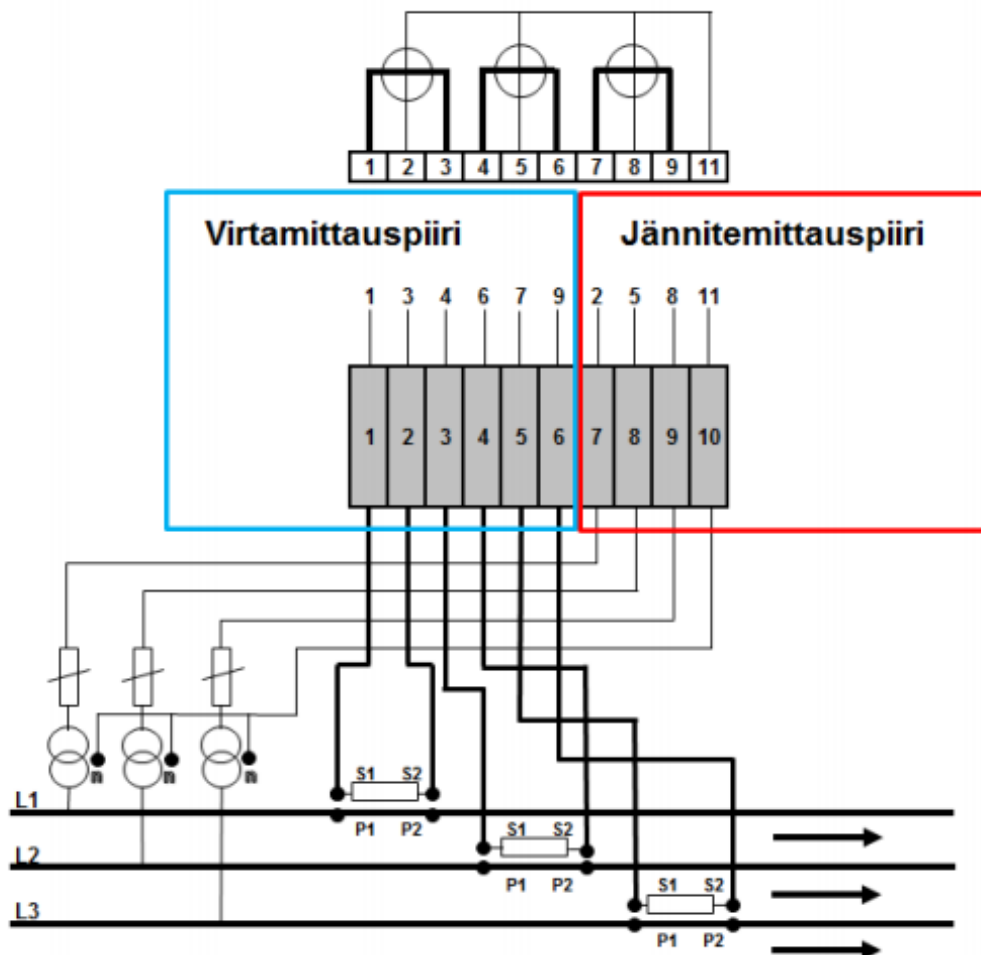 1 2 3 4 5 6 7 8 9 11
Virtamittauspiiri Jännitemittauspiiri
1 3 4 6 7 9 2 5 8 11
1 2 3 4 5 6 7 8 9 10
n n n
S1 S2
L1
P1 P2
S1 S2
L2
P1 P2
S1 S2
L3
P1 P2